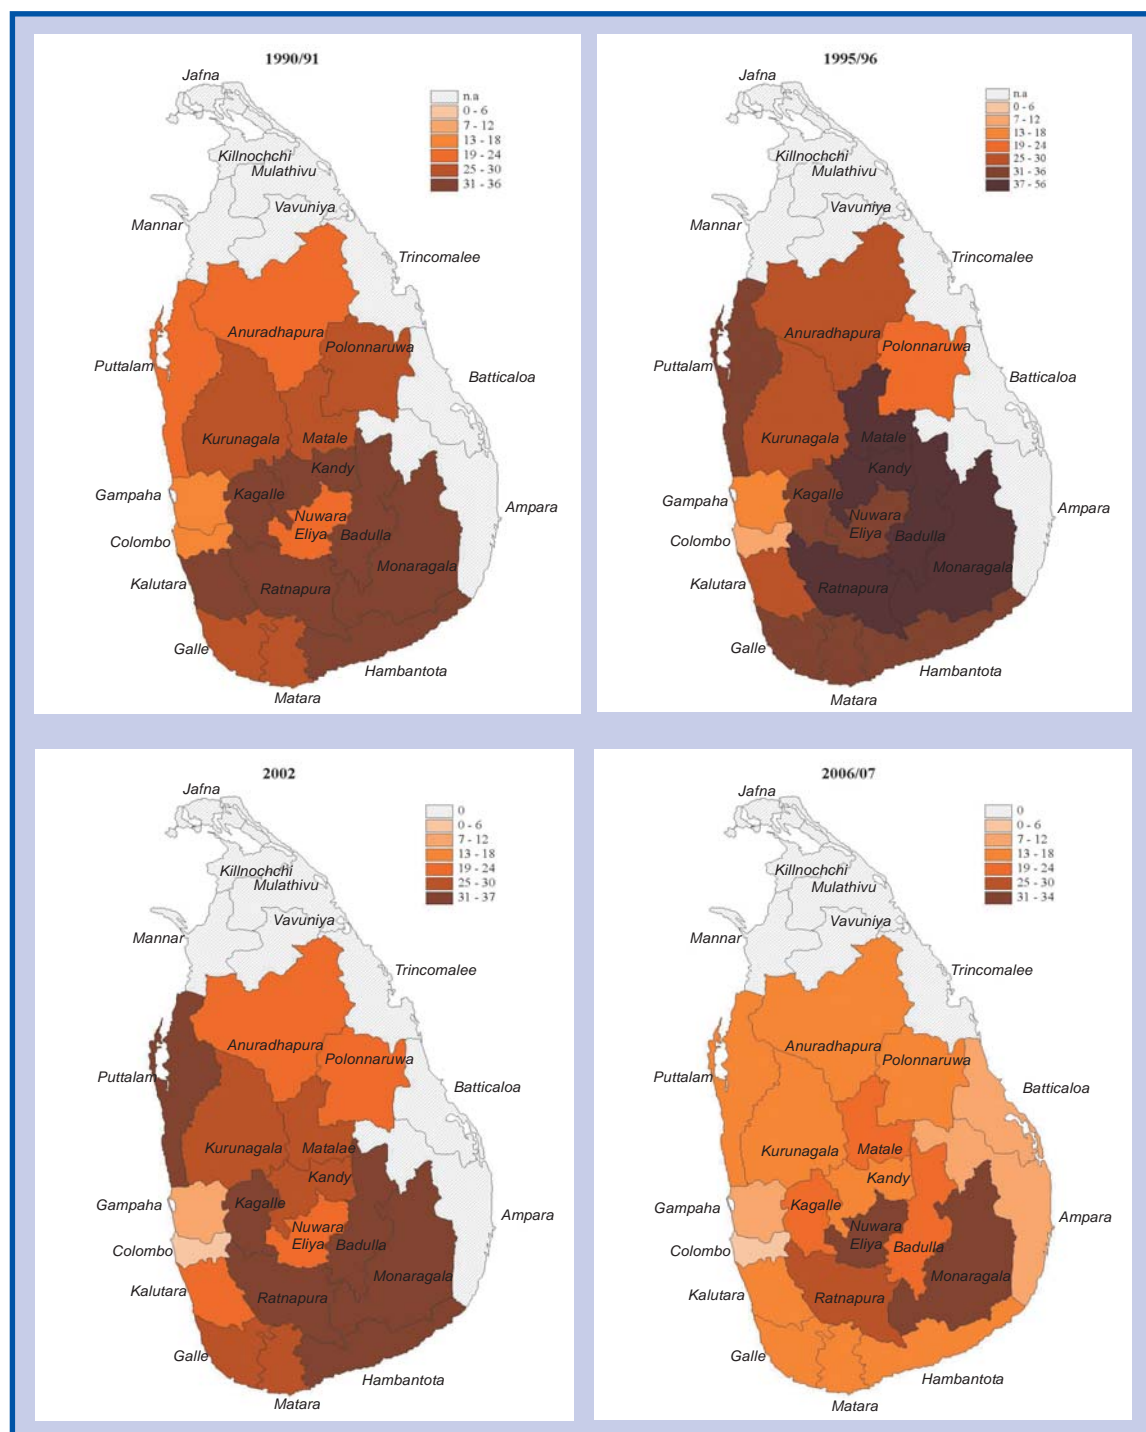 1990/91
Jafna
n.a
0 - 6
7 - 12
13 - 18
19 - 24
25 - 30
31 - 36
Killnochchi
Mulathivu
Vavuniya
Mannar
Trincomalee
Anuradhapura
Polonnaruwa
Puttalam
Batticaloa
Kurunagala
Matale
Kandy
Gampaha
Kagalle
Ampara
Nuwara
Eliya
Badulla
Colombo
Monaragala
Kalutara
Ratnapura
Galle
Hambantota
Matara
1995/96
Jafna
n.a
0 - 6
7 - 12
13 - 18
19 - 24
25 - 30
31 - 36
37 - 56
Killnochchi
Mulathivu
Vavuniya
Mannar
Trincomalee
Anuradhapura
Polonnaruwa
Puttalam
Batticaloa
Kurunagala
Matale
Kandy
Gampaha
Kagalle
Ampara
Nuwara
Eliya
Badulla
Colombo
Monaragala
Kalutara
Ratnapura
Galle
Hambantota
Matara
2002
Jafna
0
0 - 6
7 - 12
13 - 18
19 - 24
25 - 30
31 - 37
Killnochchi
Mulathivu
Vavuniya
Mannar
Trincomalee
Anuradhapura
Polonnaruwa
Puttalam
Batticaloa
Kurunagala
Matalae
Kandy
Gampaha
Kagalle
Ampara
Nuwara
Eliya
Badulla
Colombo
Monaragala
Kalutara
Ratnapura
Galle
Hambantota
Matara
2006/07
Jafna
0
0 - 6
7 - 12
13 - 18
19 - 24
25 - 30
31 - 34
Killnochchi
Mulathivu
Vavuniya
Mannar
Trincomalee
Anuradhapura
Polonnaruwa
Puttalam
Batticaloa
Kurunagala
Matale
Kandy
Gampaha
Kagalle
Ampara
Nuwara
Eliya
Badulla
Colombo
Monaragala
Kalutara
Ratnapura
Galle
Hambantota
Matara